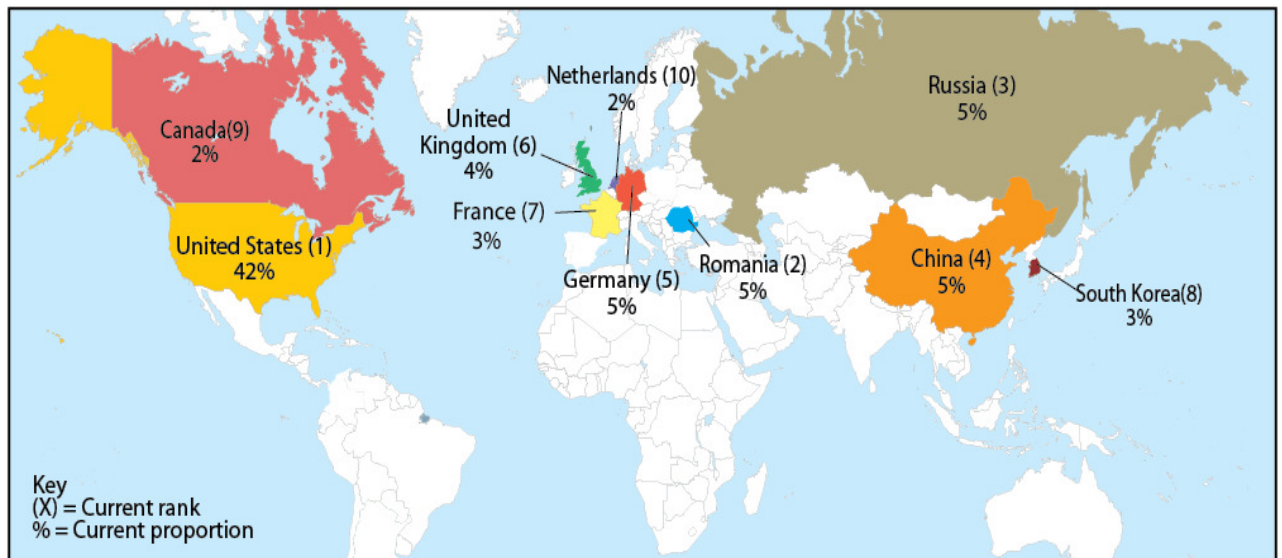 Netherlands (10)
2%
Russia (3)
5%
Canada(9)
2%
United
Kingdom (6)
4%
France (7)
3%
United States (1)
42%
Germany (5)
5%
Romania (2)
5%
China (4)
5%
South Korea(8)
3%
Key
(X) = Current rank
% = Current proportion